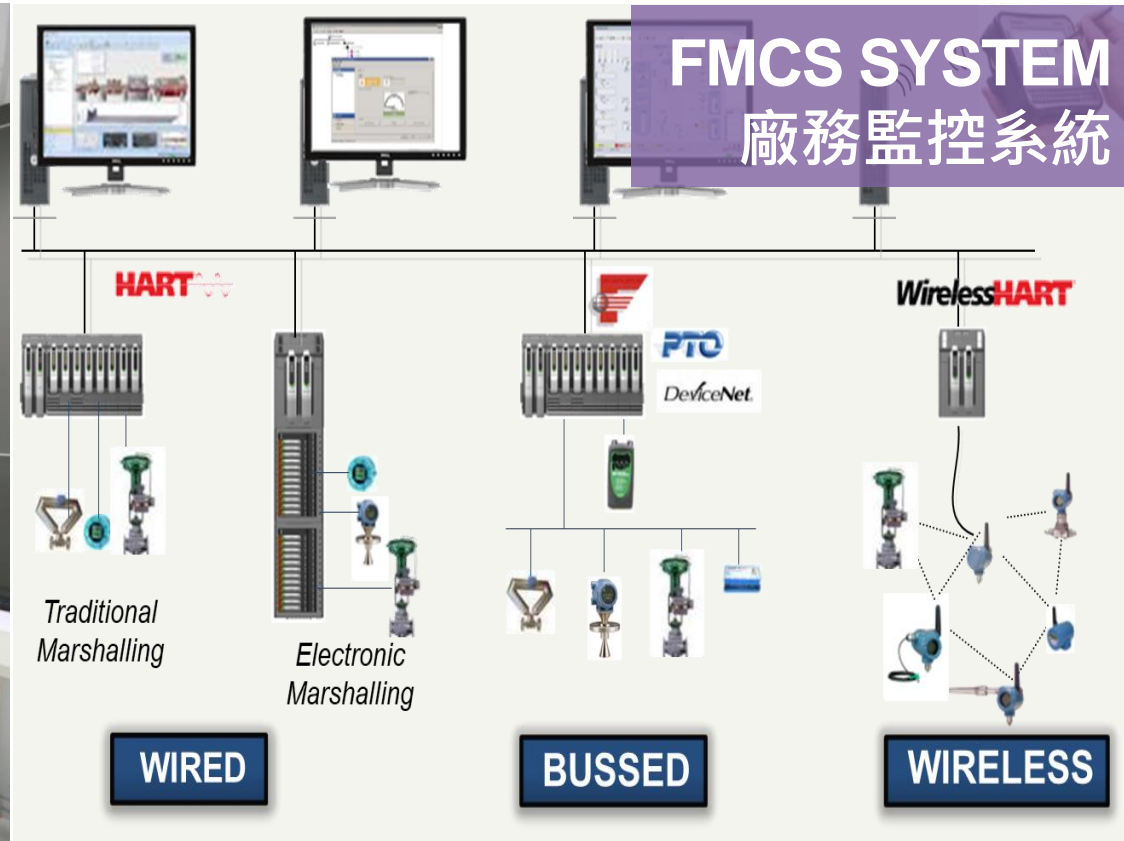 FMCS SYSTEM
廠務監控系統
HART
WirelessHART
PTO
DeviceNet.
Traditional
Marshalling
Electronic
Marshalling
WIRED
BUSSED
WIRELESS